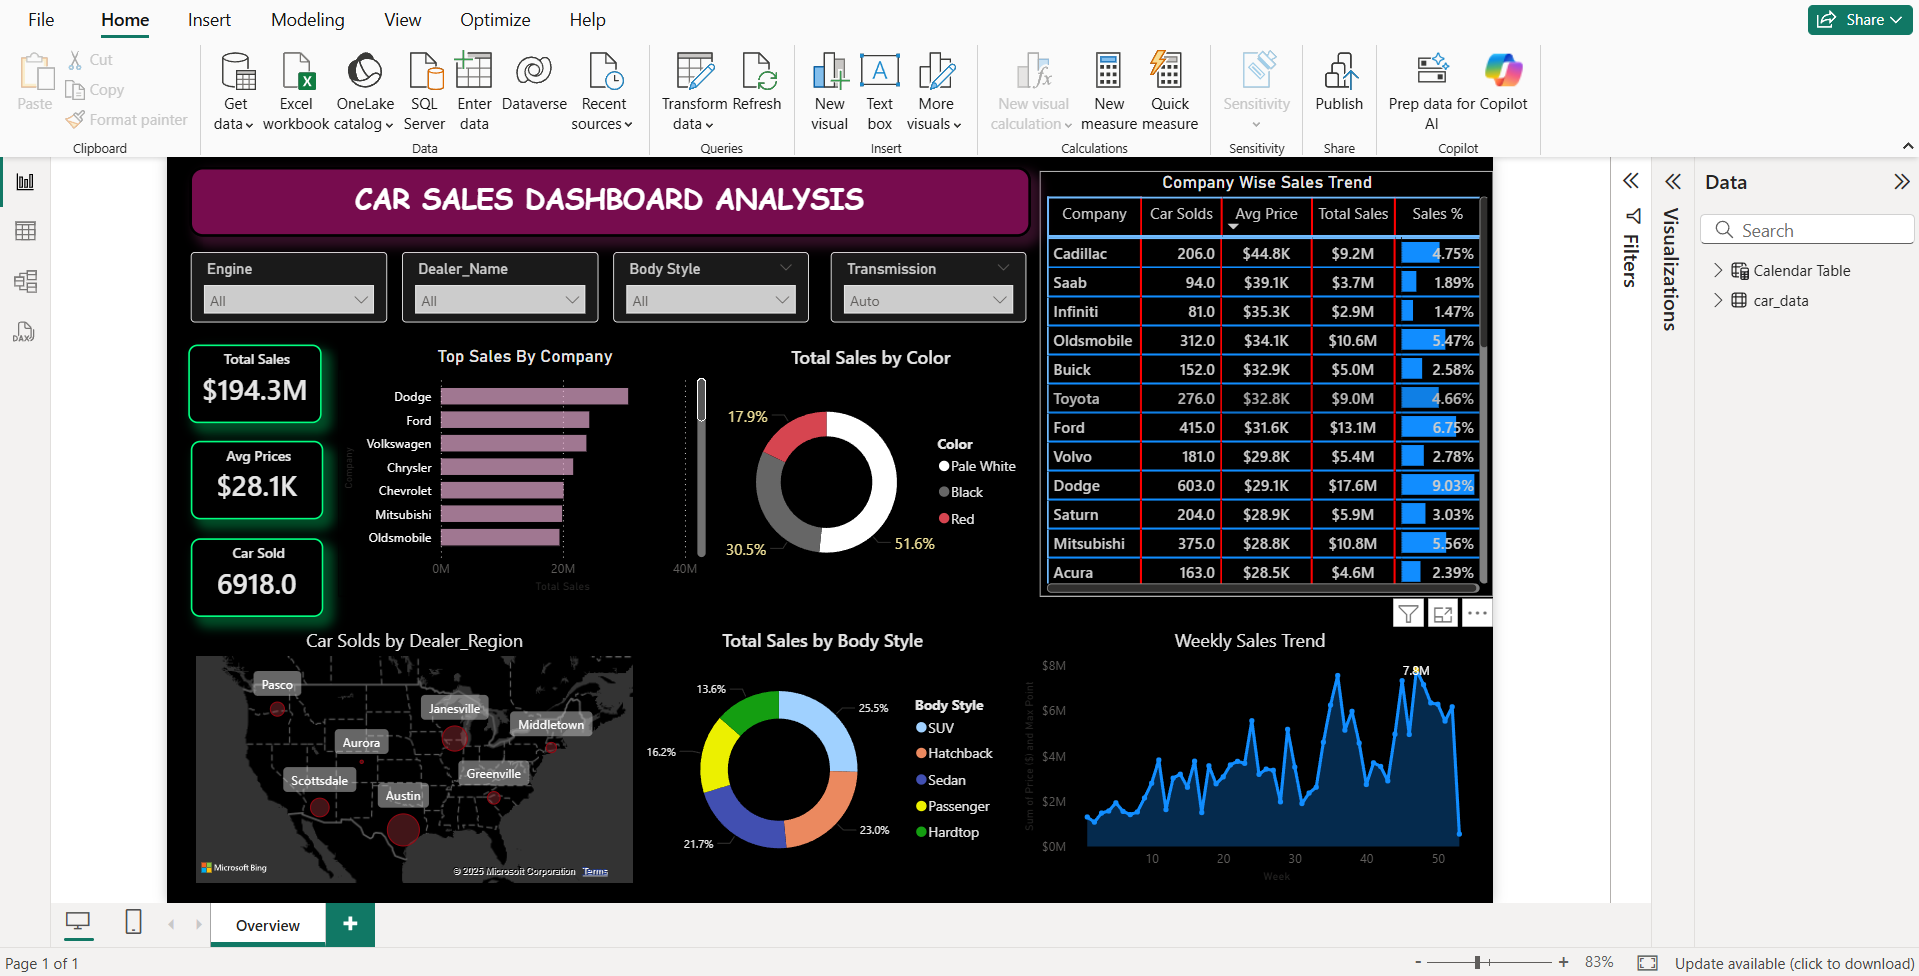 File Home Insert Modeling View Optimize Help
Share
Paste
Cut
Copy
Format painter
Clipboard
Get data
Excel workbook
OneLake catalog
SQL Server
Enter data
Dataverse
Recent sources
Data
Transform data
Refresh
Queries
New visual
Text box
More visuals
Insert
New visual calculation
New measure
Quick measure
Calculations
Sensitivity
Sensitivity
Publish
Share
Prep data for AI
Copilot
Copilot
CAR SALES DASHBOARD ANALYSIS
Engine
All
Dealer_Name
All
Body Style
All
Transmission
Auto
Total Sales
$194.3M
Avg Prices
$28.1K
Car Sold
6918.0
Top Sales By Company
Company
Dodge
Ford
Volkswagen
Chrysler
Chevrolet
Mitsubishi
Oldsmobile
0M 20M 40M
Total Sales
Total Sales by Color
17.9%
30.5%
51.6%
Color
Pale White
Black
Red
Company Wise Sales Trend
Company Car Solds Avg Price Total Sales Sales %
Cadillac 206.0 $44.8K $9.2M 4.75%
Saab 94.0 $39.1K $3.7M 1.89%
Infiniti 81.0 $35.3K $2.9M 1.47%
Oldsmobile 312.0 $34.1K $10.6M 5.47%
Buick 152.0 $32.9K $5.0M 2.58%
Toyota 276.0 $32.8K $9.0M 4.66%
Ford 415.0 $31.6K $13.1M 6.75%
Volvo 181.0 $29.8K $5.4M 2.78%
Dodge 603.0 $29.1K $17.6M 9.03%
Saturn 204.0 $28.9K $5.9M 3.03%
Mitsubishi 375.0 $28.8K $10.8M 5.56%
Acura 163.0 $28.5K $4.6M 2.39%
Car Solds by Dealer_Region
Pasco
Janesville
Middletown
Aurora
Scottsdale
Greenville
Austin
Microsoft Bing
© 2025 Microsoft Corporation Terms
Total Sales by Body Style
13.6%
25.5%
16.2%
21.7%
23.0%
Body Style
SUV
Hatchback
Sedan
Passenger
Hardtop
Weekly Sales Trend
Sum of Price ($) and Max Point
$8M
$6M
$4M
$2M
$0M
7.8M
10 20 30 40 50
Week
Filters
Visualizations
Data
Search
Calendar Table
car_data
DAX
Overview
Page 1 of 1
- + 83%
Update available (click to download)